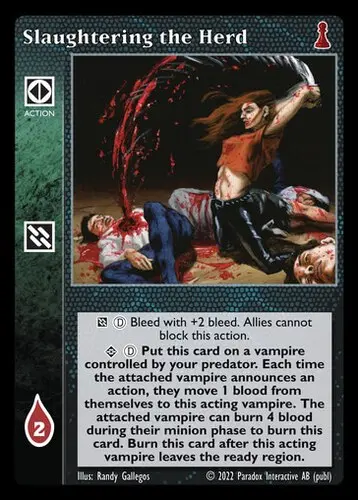 Slaughtering the Herd
ACTION
Ⓓ Bleed with +2 bleed. Allies cannot
block this action.
Ⓓ Put this card on a vampire
controlled by your predator. Each time
the attached vampire announces an
action, they move 1 blood from
themselves to this acting vampire. The
attached vampire can burn 4 blood
during their minion phase to burn this
card. Burn this card after this acting
vampire leaves the ready region.
2
Illus: Randy Gallegos © 2022 Paradox Interactive AB (publ)